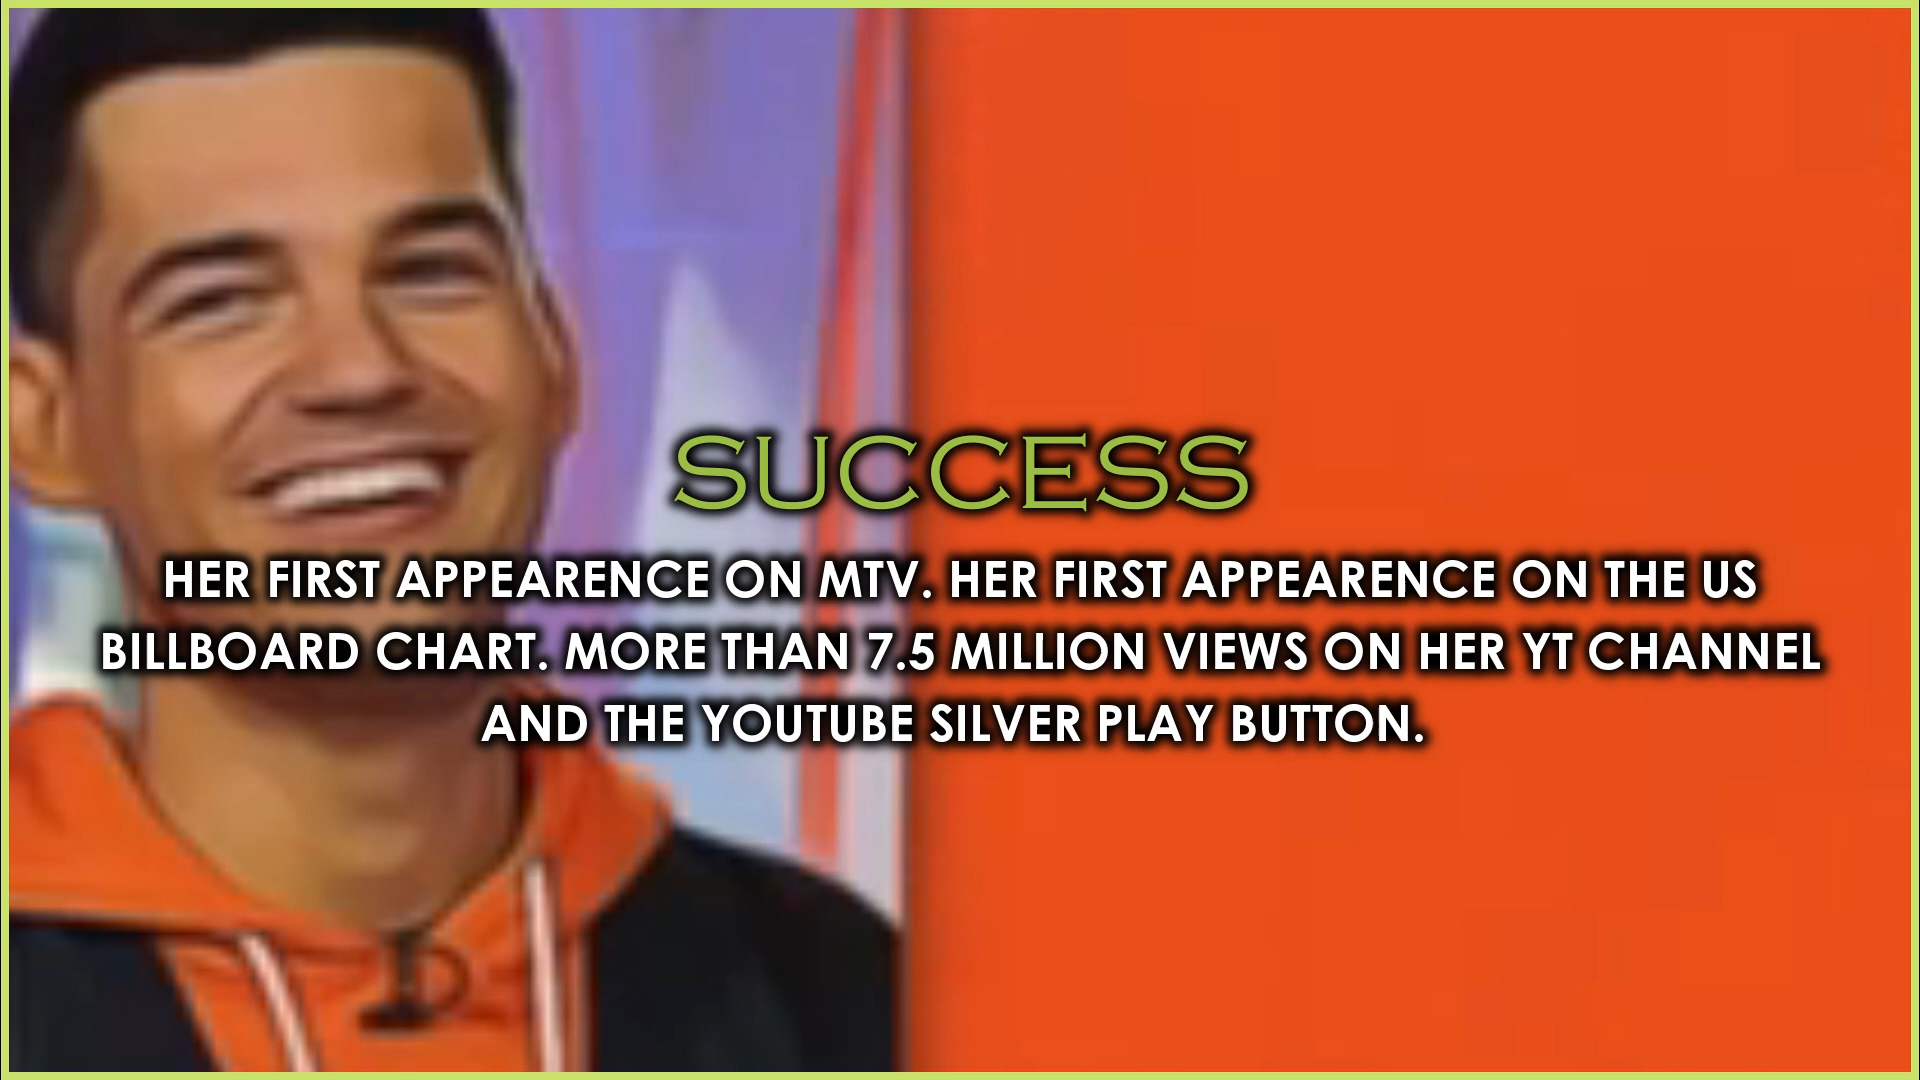 SUCCESS
HER FIRST APPEARENCE ON MTV. HER FIRST APPEARENCE ON THE US
BILLBOARD CHART. MORE THAN 7.5 MILLION VIEWS ON HER YT CHANNEL
AND THE YOUTUBE SILVER PLAY BUTTON.